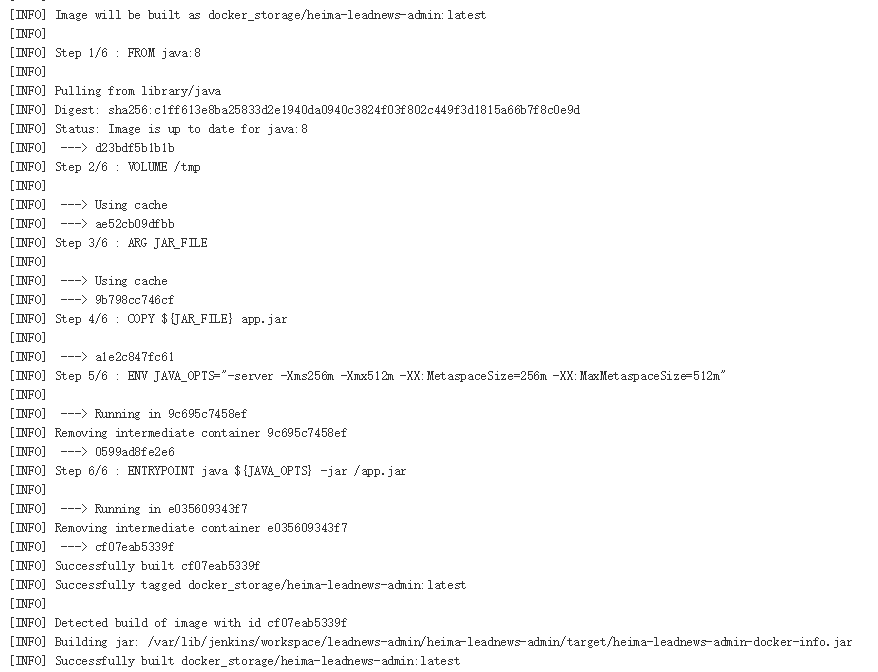 [INFO] Image will be built as docker_storage/heima-leadnews-admin:latest
[INFO]
[INFO] Step 1/6 : FROM java:8
[INFO]
[INFO] Pulling from library/java
[INFO] Digest: sha256:c1ff613e8ba25833d2e1940da0940c3824f03f802c449f3d1815a66b7f8c0e9d
[INFO] Status: Image is up to date for java:8
[INFO]  ---> d23bdf5b1b1b
[INFO] Step 2/6 : VOLUME /tmp
[INFO]
[INFO]  ---> Using cache
[INFO]  ---> ae52cb09dfbb
[INFO] Step 3/6 : ARG JAR_FILE
[INFO]
[INFO]  ---> Using cache
[INFO]  ---> 9b798cc746cf
[INFO] Step 4/6 : COPY ${JAR_FILE} app.jar
[INFO]
[INFO]  ---> a1e2c847fc61
[INFO] Step 5/6 : ENV JAVA_OPTS="-server -Xms256m -Xmx512m -XX:MetaspaceSize=256m -XX:MaxMetaspaceSize=512m"
[INFO]
[INFO]  ---> Running in 9c695c7458ef
[INFO] Removing intermediate container 9c695c7458ef
[INFO]  ---> 0599ad8fe2e6
[INFO] Step 6/6 : ENTRYPOINT java ${JAVA_OPTS} -jar /app.jar
[INFO]
[INFO]  ---> Running in e035609343f7
[INFO] Removing intermediate container e035609343f7
[INFO]  ---> cf07eab5339f
[INFO] Successfully built cf07eab5339f
[INFO] Successfully tagged docker_storage/heima-leadnews-admin:latest
[INFO]
[INFO] Detected build of image with id cf07eab5339f
[INFO] Building jar: /var/lib/jenkins/workspace/leadnews-admin/heima-leadnews-admin/target/heima-leadnews-admin-docker-info.jar
[INFO] Successfully built docker_storage/heima-leadnews-admin:latest